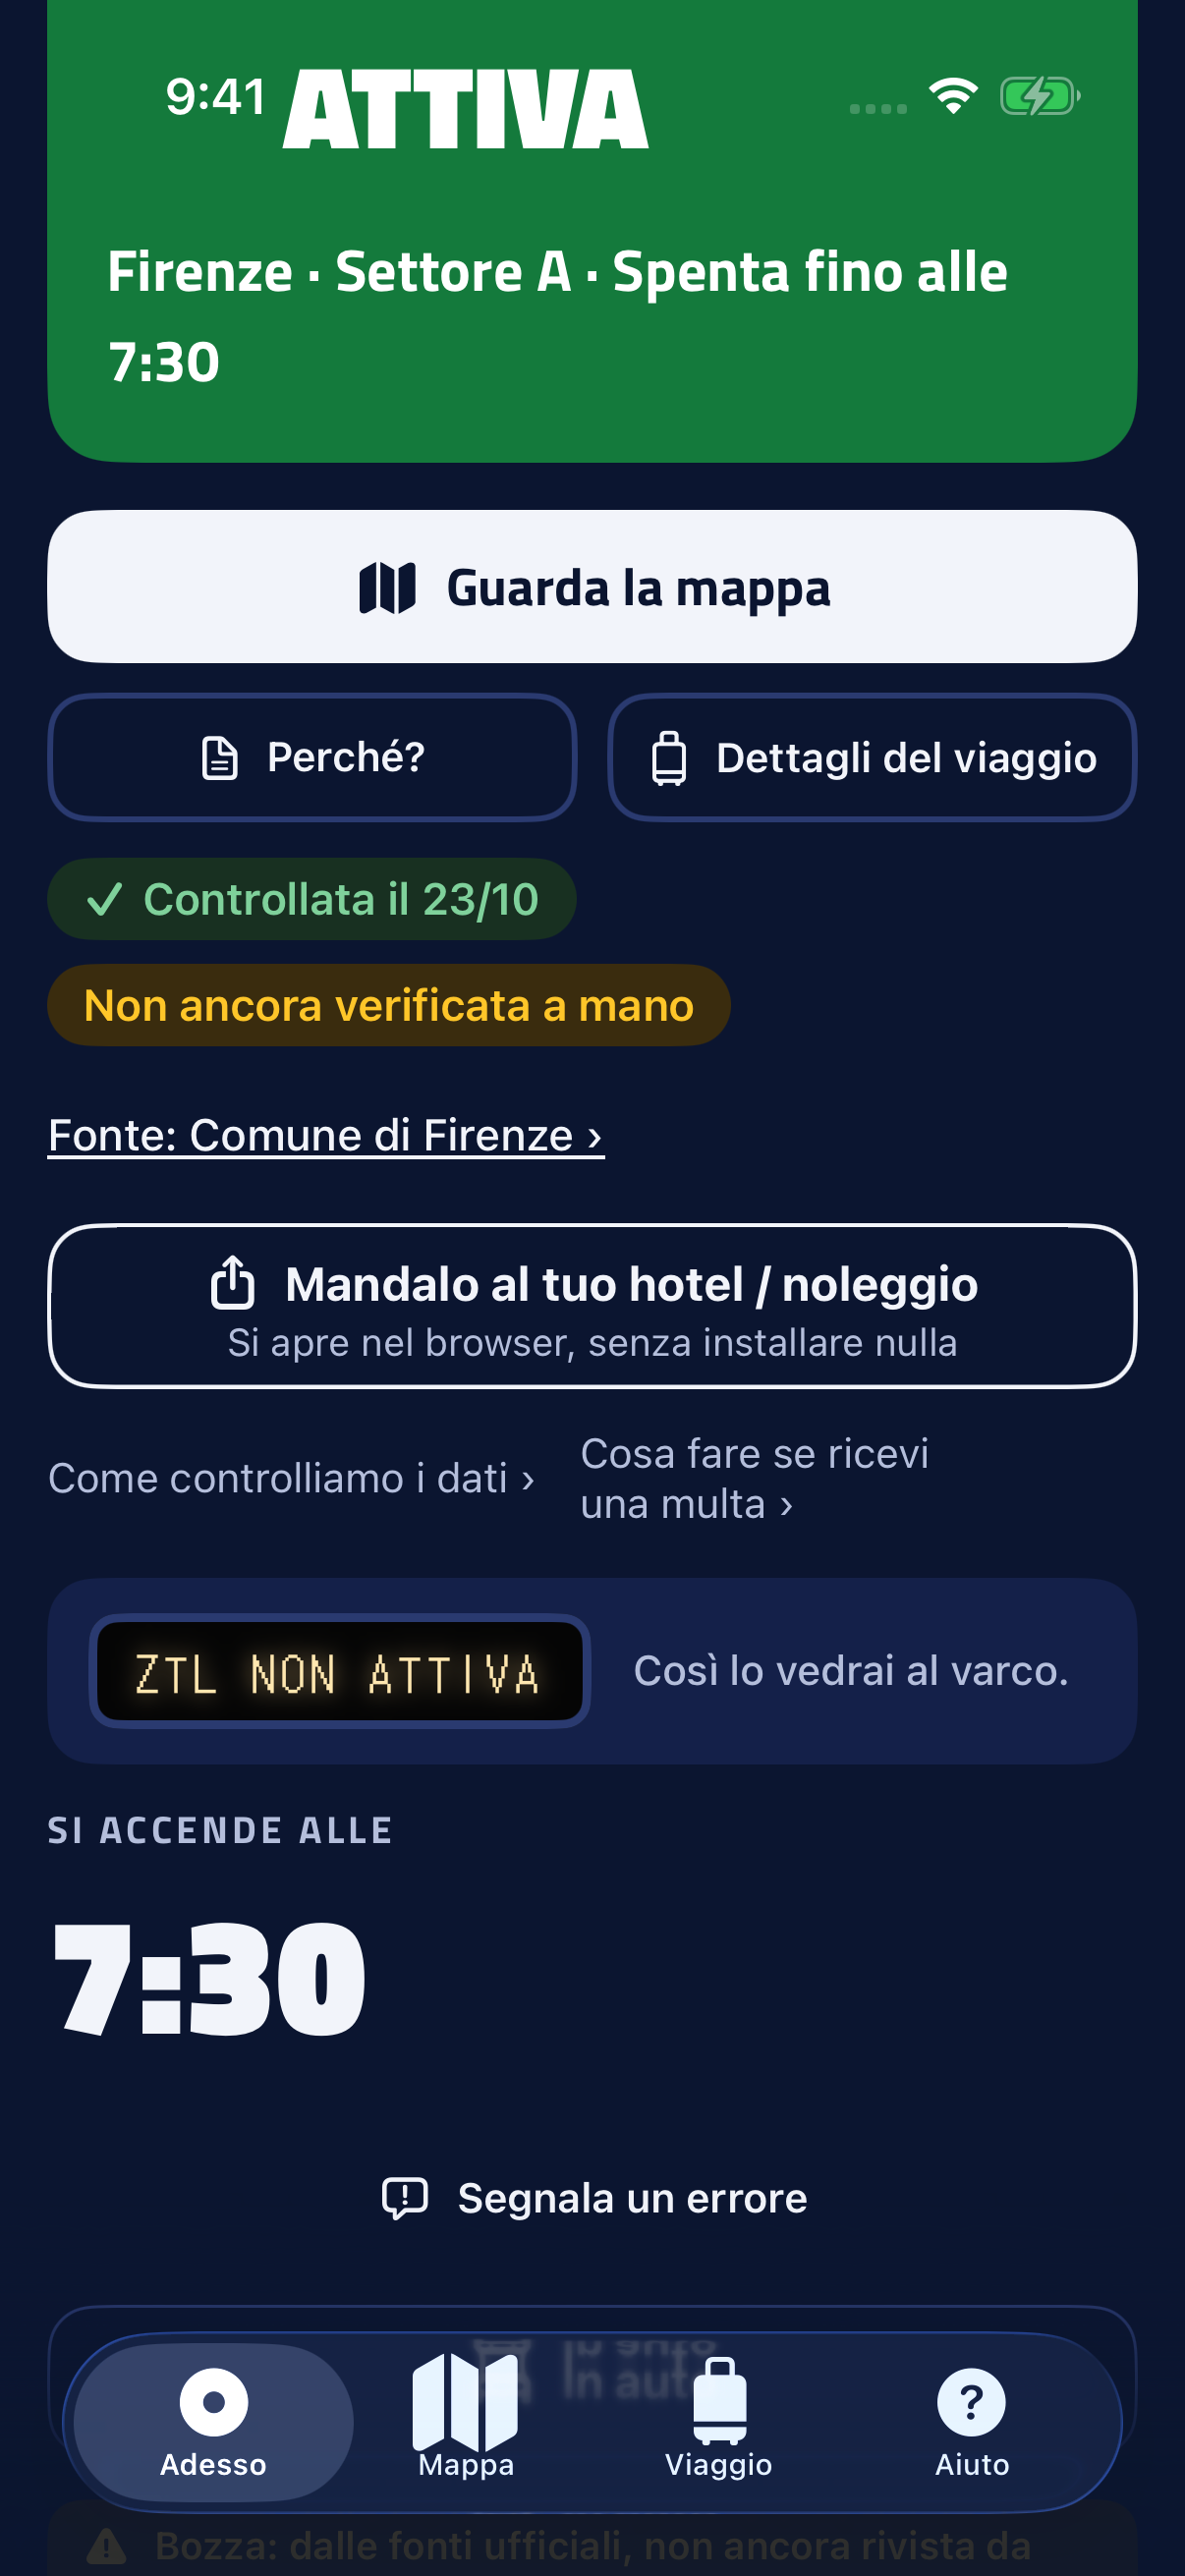 9:41
ATTIVA
Firenze · Settore A · Spenta fino alle
7:30
Guarda la mappa
Perché?
Dettagli del viaggio
Controllata il 23/10
Non ancora verificata a mano
Fonte: Comune di Firenze ›
Mandalo al tuo hotel / noleggio
Si apre nel browser, senza installare nulla
Come controlliamo i dati ›
Cosa fare se ricevi
una multa ›
ZTL NON ATTIVA
Così lo vedrai al varco.
SI ACCENDE ALLE
7:30
Segnala un errore
In auto
Adesso
Mappa
Viaggio
Aiuto
Bozza: dalle fonti ufficiali, non ancora rivista da